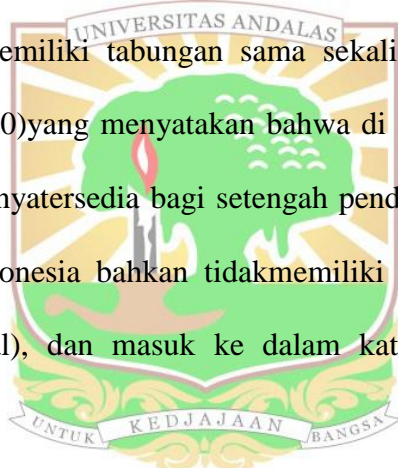 UNIVERSITAS ANDALAS
emiliki tabungan sama sekali
0)yang menyatakan bahwa di
nyatersedia bagi setengah pend
onesia bahkan tidakmemiliki
l), dan masuk ke dalam kat
UNTUK KEDJAJAAN BANGSA